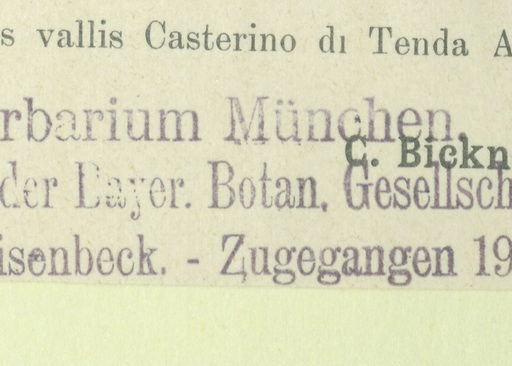 s vallis Casterino di Tenda A
rbarium München,
C. Bickn
der Bayer. Botan. Gesellsch
isenbeck. - Zugegangen 19